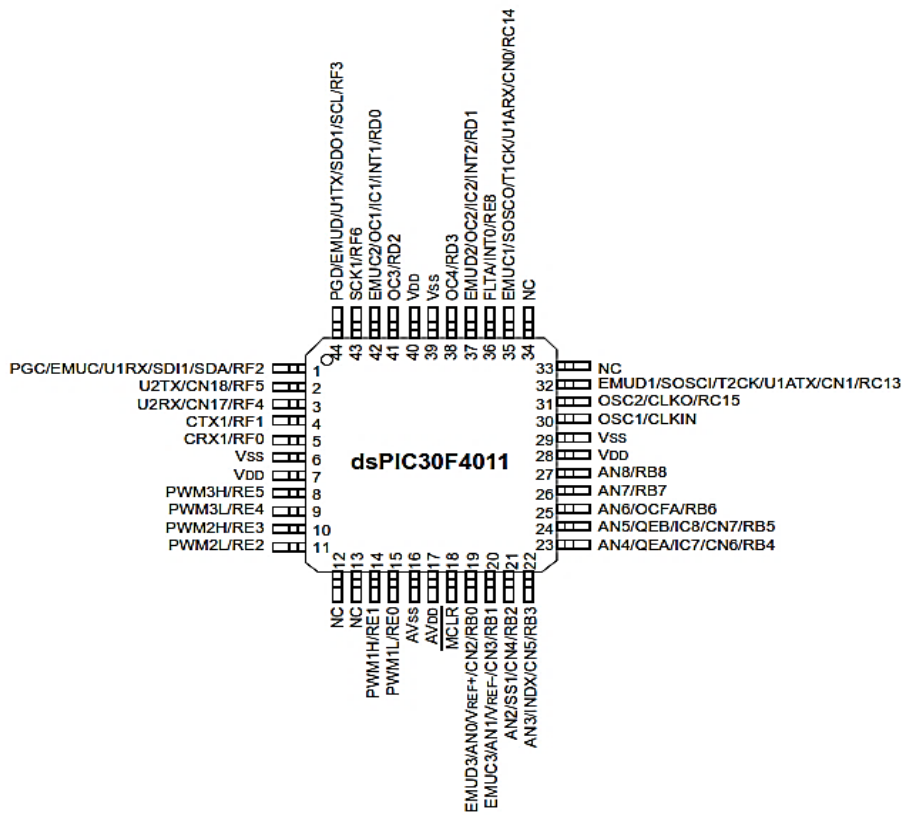 PGD/EMUD/U1TX/SDO1/SCL/RF3
SCK1/RF6
EMUC2/OC1/IC1/INT1/RD0
OC3/RD2
VDD
VSS
OC4/RD3
EMUD2/OC2/IC2/INT2/RD1
FLTA/INT0/RE8
EMUC1/SOSCO/T1CK/U1ARX/CN0/RC14
NC
44
43
42
41
40
39
38
37
36
35
34
PGC/EMUC/U1RX/SDI1/SDA/RF2 1
U2TX/CN18/RF5 2
U2RX/CN17/RF4 3
CTX1/RF1 4
CRX1/RF0 5
VSS 6
VDD 7
PWM3H/RE5 8
PWM3L/RE4 9
PWM2H/RE3 10
PWM2L/RE2 11
dsPIC30F4011
33 NC
32 EMUD1/SOSCI/T2CK/U1ATX/CN1/RC13
31 OSC2/CLKO/RC15
30 OSC1/CLKIN
29 VSS
28 VDD
27 AN8/RB8
26 AN7/RB7
25 AN6/OCFA/RB6
24 AN5/QEB/IC8/CN7/RB5
23 AN4/QEA/IC7/CN6/RB4
12
13
14
15
16
17
18
19
20
21
22
NC
NC
PWM1H/RE1
PWM1L/RE0
AVSS
AVDD
MCLR
EMUD3/AN0/VREF+/CN2/RB0
EMUC3/AN1/VREF-/CN3/RB1
AN2/SS1/CN4/RB2
AN3/INDX/CN5/RB3